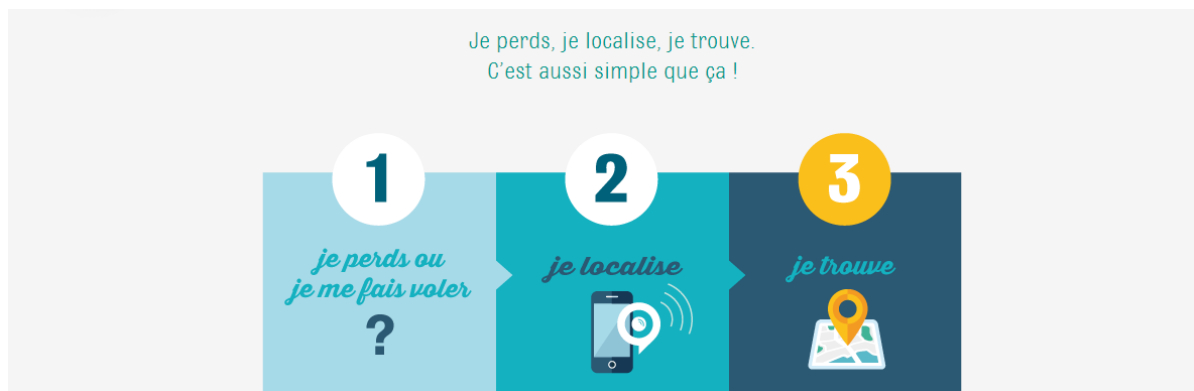 Je perds, je localise, je trouve.
C'est aussi simple que ça !
1
je perds ou
je me fais voler
?
2
je localise
3
je trouve